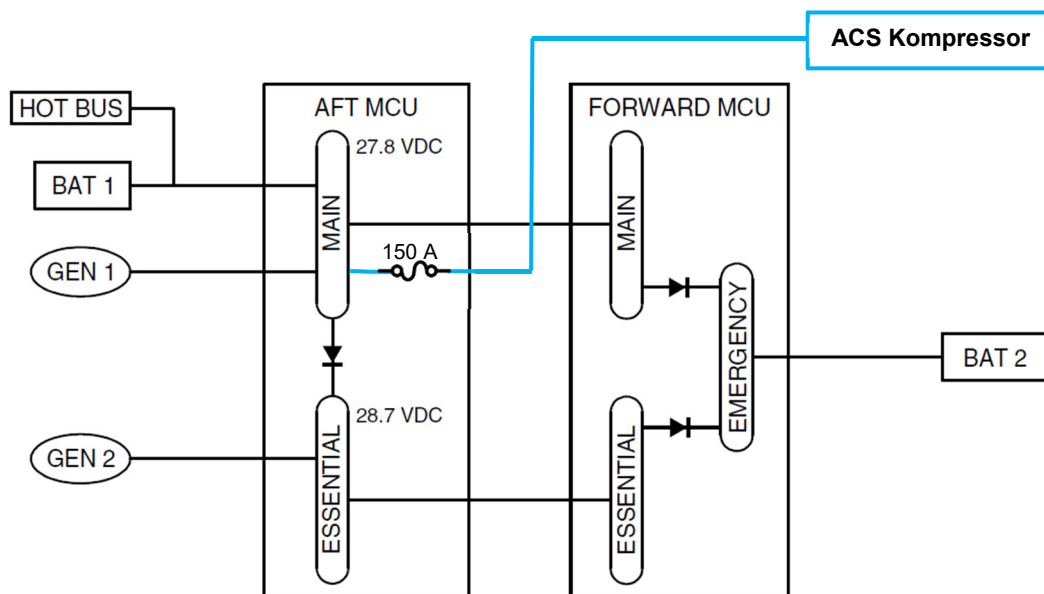 ACS Kompressor
HOT BUS
AFT MCU
FORWARD MCU
27.8 VDC
BAT 1
MAIN
MAIN
150 A
GEN 1
EMERGENCY
BAT 2
28.7 VDC
GEN 2
ESSENTIAL
ESSENTIAL